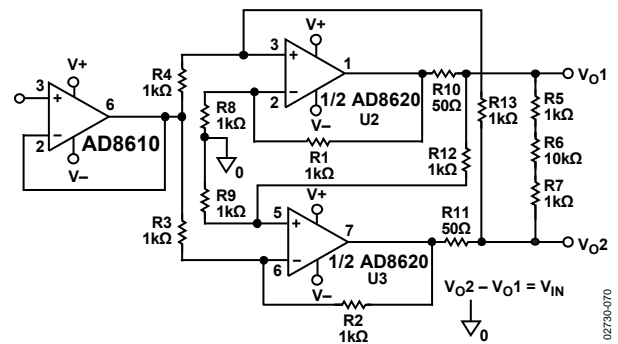 3
V+
1
R4
1kΩ
2
1/2 AD8620
V–
U2
R10
50Ω
VO1
R13
1kΩ
R5
1kΩ
R6
10kΩ
R7
1kΩ
3
V+
6
2
AD8610
V–
R8
1kΩ
0
R1
1kΩ
R12
1kΩ
R9
1kΩ
R3
1kΩ
V+
5
7
6
1/2 AD8620
V–
U3
R11
50Ω
VO2
R2
1kΩ
VO2 – VO1 = VIN
0
02730-070